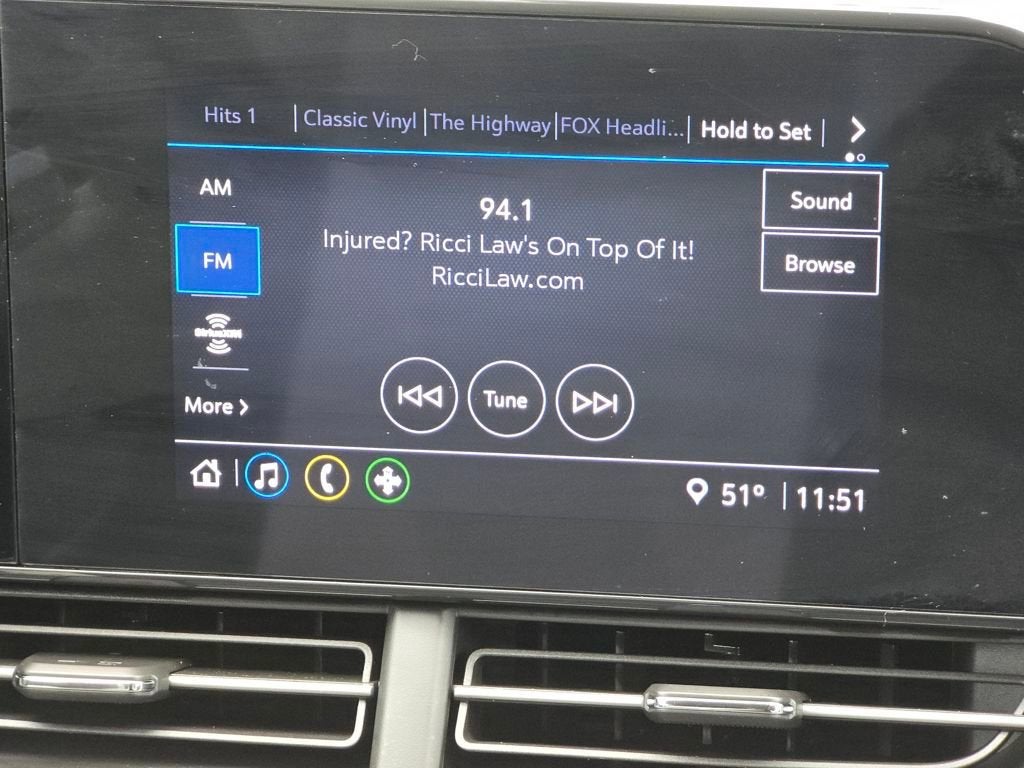 Hits 1 Classic Vinyl The Highway FOX Headli... Hold to Set
AM
94.1
Sound
Injured? Ricci Law's On Top Of It!
FM
RicciLaw.com
Browse
SiriusXM
More
Tune
51° 11:51